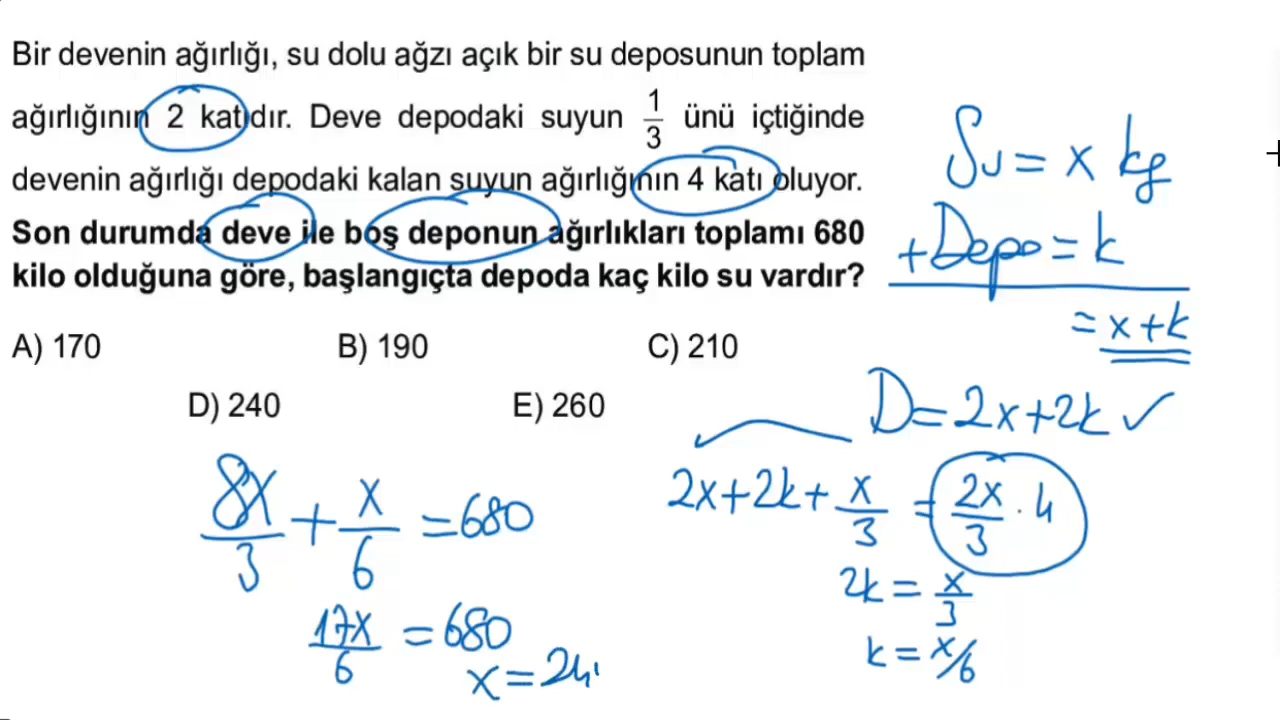 Bir devenin ağırlığı, su dolu ağzı açık bir su deposunun toplam
ağırlığının 2 katıdır. Deve depodaki suyun 1/3 ünü içtiğinde
devenin ağırlığı depodaki kalan suyun ağırlığının 4 katı oluyor.
Son durumda deve ile boş deponun ağırlıkları toplamı 680
kilo olduğuna göre, başlangıçta depoda kaç kilo su vardır?
A) 170 B) 190 C) 210
D) 240 E) 260
Su = x kg
+Depo = k
= x+k
D = 2x+2k ✓
2x+2k+x/3 = 2x/3 . 4
2k = x/3
k = x/6
8x/3 + x/6 = 680
17x/6 = 680
x = 24